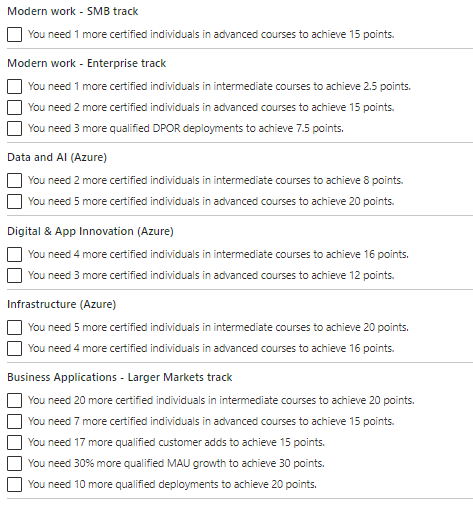 Modern work - SMB track
You need 1 more certified individuals in advanced courses to achieve 15 points.
Modern work - Enterprise track
You need 1 more certified individuals in intermediate courses to achieve 2.5 points.
You need 2 more certified individuals in advanced courses to achieve 15 points.
You need 3 more qualified DPOR deployments to achieve 7.5 points.
Data and AI (Azure)
You need 2 more certified individuals in intermediate courses to achieve 8 points.
You need 5 more certified individuals in advanced courses to achieve 20 points.
Digital & App Innovation (Azure)
You need 4 more certified individuals in intermediate courses to achieve 16 points.
You need 3 more certified individuals in advanced courses to achieve 12 points.
Infrastructure (Azure)
You need 5 more certified individuals in intermediate courses to achieve 20 points.
You need 4 more certified individuals in advanced courses to achieve 16 points.
Business Applications - Larger Markets track
You need 20 more certified individuals in intermediate courses to achieve 20 points.
You need 7 more certified individuals in advanced courses to achieve 15 points.
You need 17 more qualified customer adds to achieve 15 points.
You need 30% more qualified MAU growth to achieve 30 points.
You need 10 more qualified deployments to achieve 20 points.